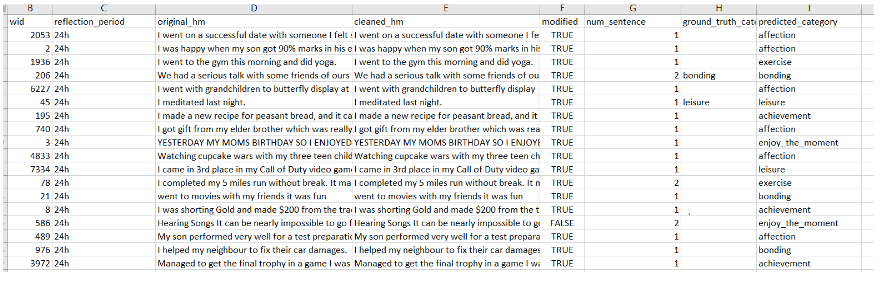 B C D E F G H I
wid reflection_period original_hm cleaned_hm modified num_sentence ground_truth_cat predicted_category
2053 24h I went on a successful date with someone I felt s I went on a successful date with someone I fe TRUE 1 affection
2 24h I was happy when my son got 90% marks in his e I was happy when my son got 90% marks in his TRUE 1 affection
1936 24h I went to the gym this morning and did yoga. I went to the gym this morning and did yoga. TRUE 1 exercise
206 24h We had a serious talk with some friends of ours We had a serious talk with some friends of ou TRUE 2 bonding bonding
6227 24h I went with grandchildren to butterfly display at I went with grandchildren to butterfly display TRUE 1 affection
45 24h I meditated last night. I meditated last night. TRUE 1 leisure leisure
195 24h I made a new recipe for peasant bread, and it ca I made a new recipe for peasant bread, and it TRUE 1 achievement
740 24h I got gift from my elder brother which was really I got gift from my elder brother which was rea TRUE 1 affection
3 24h YESTERDAY MY MOMS BIRTHDAY SO I ENJOYED YESTERDAY MY MOMS BIRTHDAY SO I ENJOYE TRUE 1 enjoy_the_moment
4833 24h Watching cupcake wars with my three teen child Watching cupcake wars with my three teen ch TRUE 1 affection
7334 24h I came in 3rd place in my Call of Duty video gam I came in 3rd place in my Call of Duty video ga TRUE 1 leisure
78 24h I completed my 5 miles run without break. It ma I completed my 5 miles run without break. It n TRUE 2 exercise
21 24h went to movies with my friends it was fun went to movies with my friends it was fun TRUE 1 bonding
8 24h I was shorting Gold and made $200 from the tra I was shorting Gold and made $200 from the t TRUE 1 achievement
586 24h Hearing Songs It can be nearly impossible to go f Hearing Songs It can be nearly impossible to go FALSE 2 enjoy_the_moment
489 24h My son performed very well for a test preparatic My son performed very well for a test prepara TRUE 1 affection
976 24h I helped my neighbour to fix their car damages. I helped my neighbour to fix their car damages TRUE 1 bonding
3972 24h Managed to get the final trophy in a game I was Managed to get the final trophy in a game I wa TRUE 1 achievement